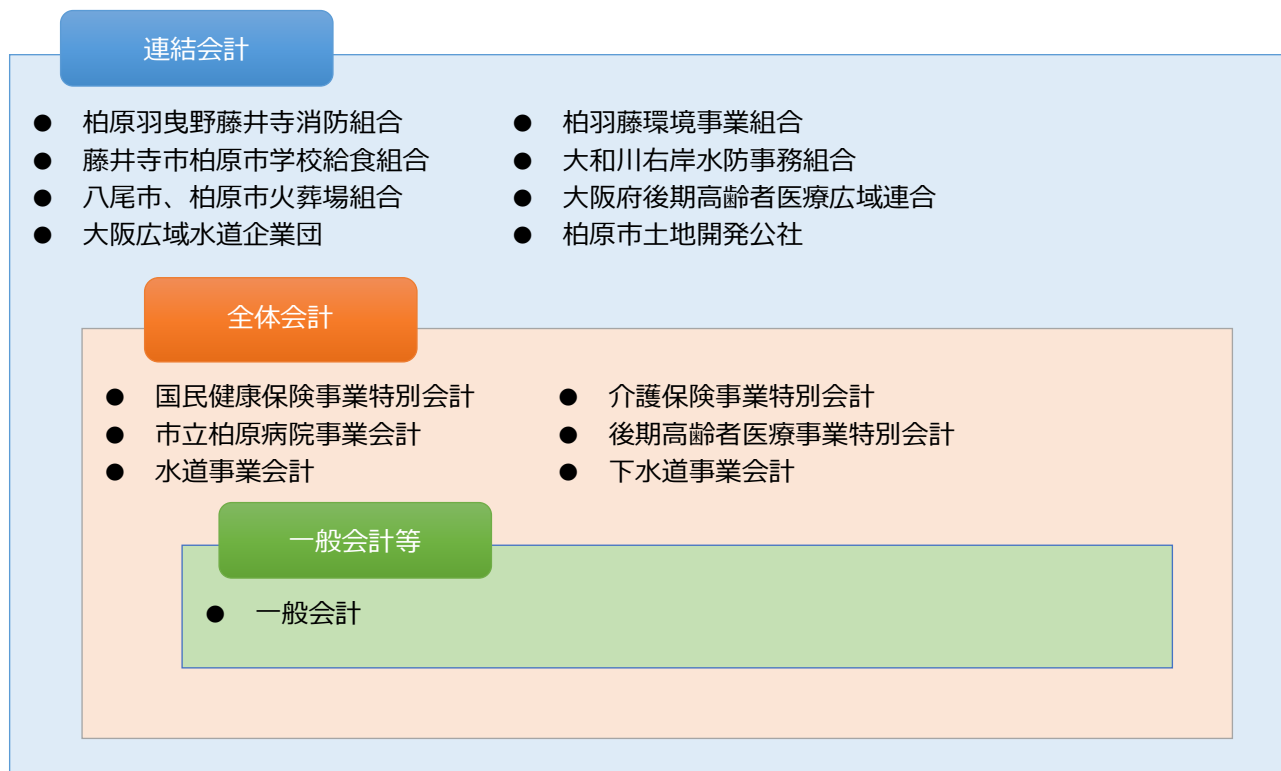 連結会計
● 柏原羽曳野藤井寺消防組合 ● 柏羽藤環境事業組合
● 藤井寺市柏原市学校給食組合 ● 大和川右岸水防事務組合
● 八尾市、柏原市火葬場組合 ● 大阪府後期高齢者医療広域連合
● 大阪広域水道企業団 ● 柏原市土地開発公社
全体会計
● 国民健康保険事業特別会計 ● 介護保険事業特別会計
● 市立柏原病院事業会計 ● 後期高齢者医療事業特別会計
● 水道事業会計 ● 下水道事業会計
一般会計等
● 一般会計